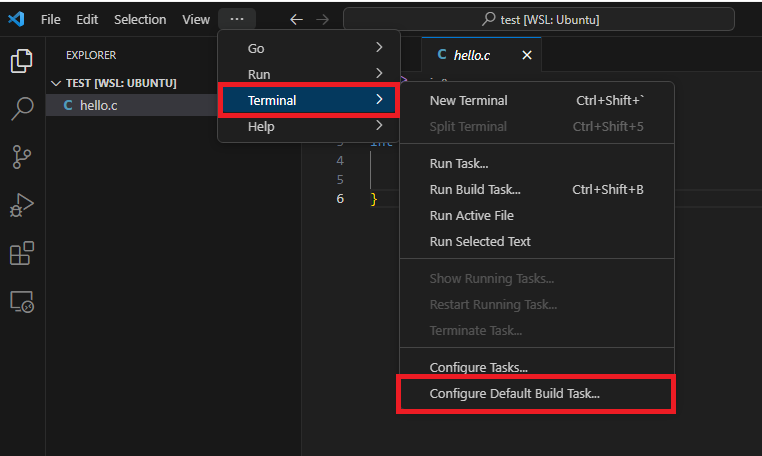 File Edit Selection View ··· test [WSL: Ubuntu]
EXPLORER
TEST [WSL: UBUNTU]
C hello.c
Go
Run
Terminal
Help
C hello.c
New Terminal Ctrl+Shift+`
Split Terminal Ctrl+Shift+5
Run Task...
Run Build Task... Ctrl+Shift+B
Run Active File
Run Selected Text
Show Running Tasks...
Restart Running Task...
Terminate Task...
Configure Tasks...
Configure Default Build Task...
3 int
4
5
6 }